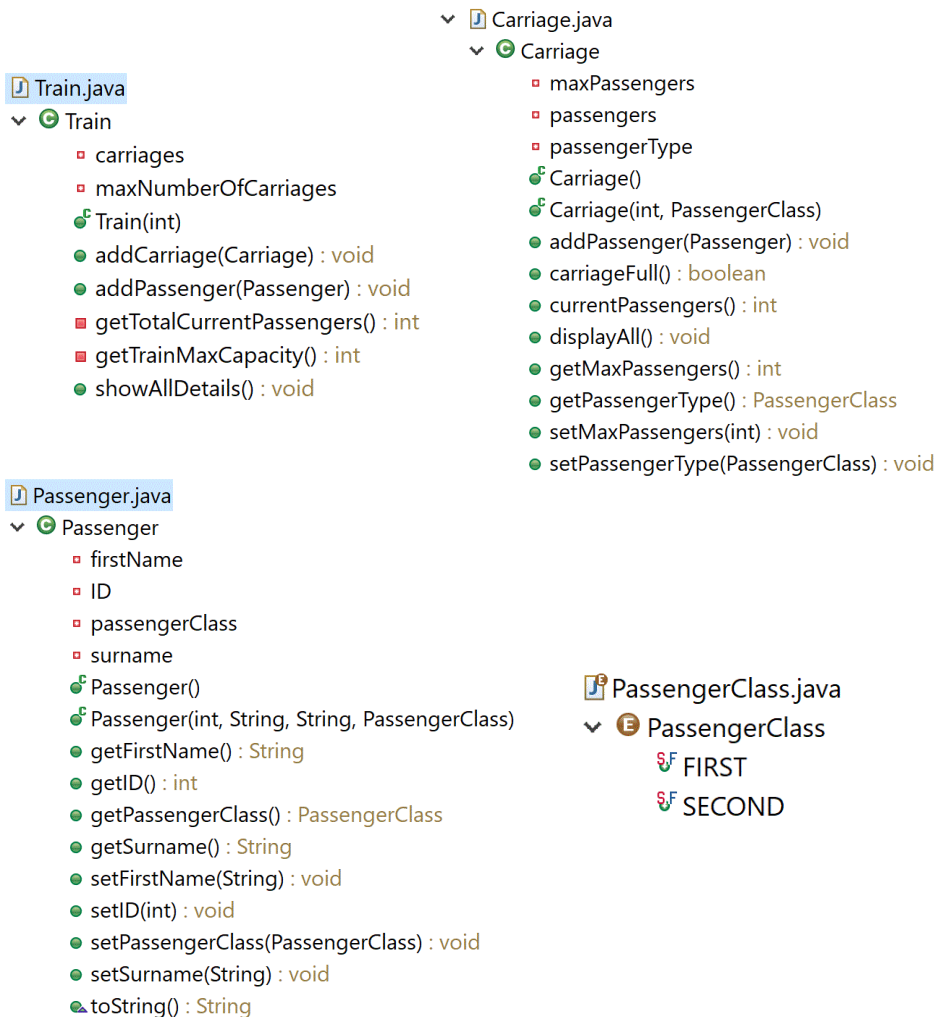 Train.java
Train
carriages
maxNumberOfCarriages
Train(int)
addCarriage(Carriage) : void
addPassenger(Passenger) : void
getTotalCurrentPassengers() : int
getTrainMaxCapacity() : int
showAllDetails() : void
Carriage.java
Carriage
maxPassengers
passengers
passengerType
Carriage()
Carriage(int, PassengerClass)
addPassenger(Passenger) : void
carriageFull() : boolean
currentPassengers() : int
displayAll() : void
getMaxPassengers() : int
getPassengerType() : PassengerClass
setMaxPassengers(int) : void
setPassengerType(PassengerClass) : void
Passenger.java
Passenger
firstName
ID
passengerClass
surname
Passenger()
Passenger(int, String, String, PassengerClass)
getFirstName() : String
getID() : int
getPassengerClass() : PassengerClass
getSurname() : String
setFirstName(String) : void
setID(int) : void
setPassengerClass(PassengerClass) : void
setSurname(String) : void
toString() : String
PassengerClass.java
PassengerClass
FIRST
SECOND